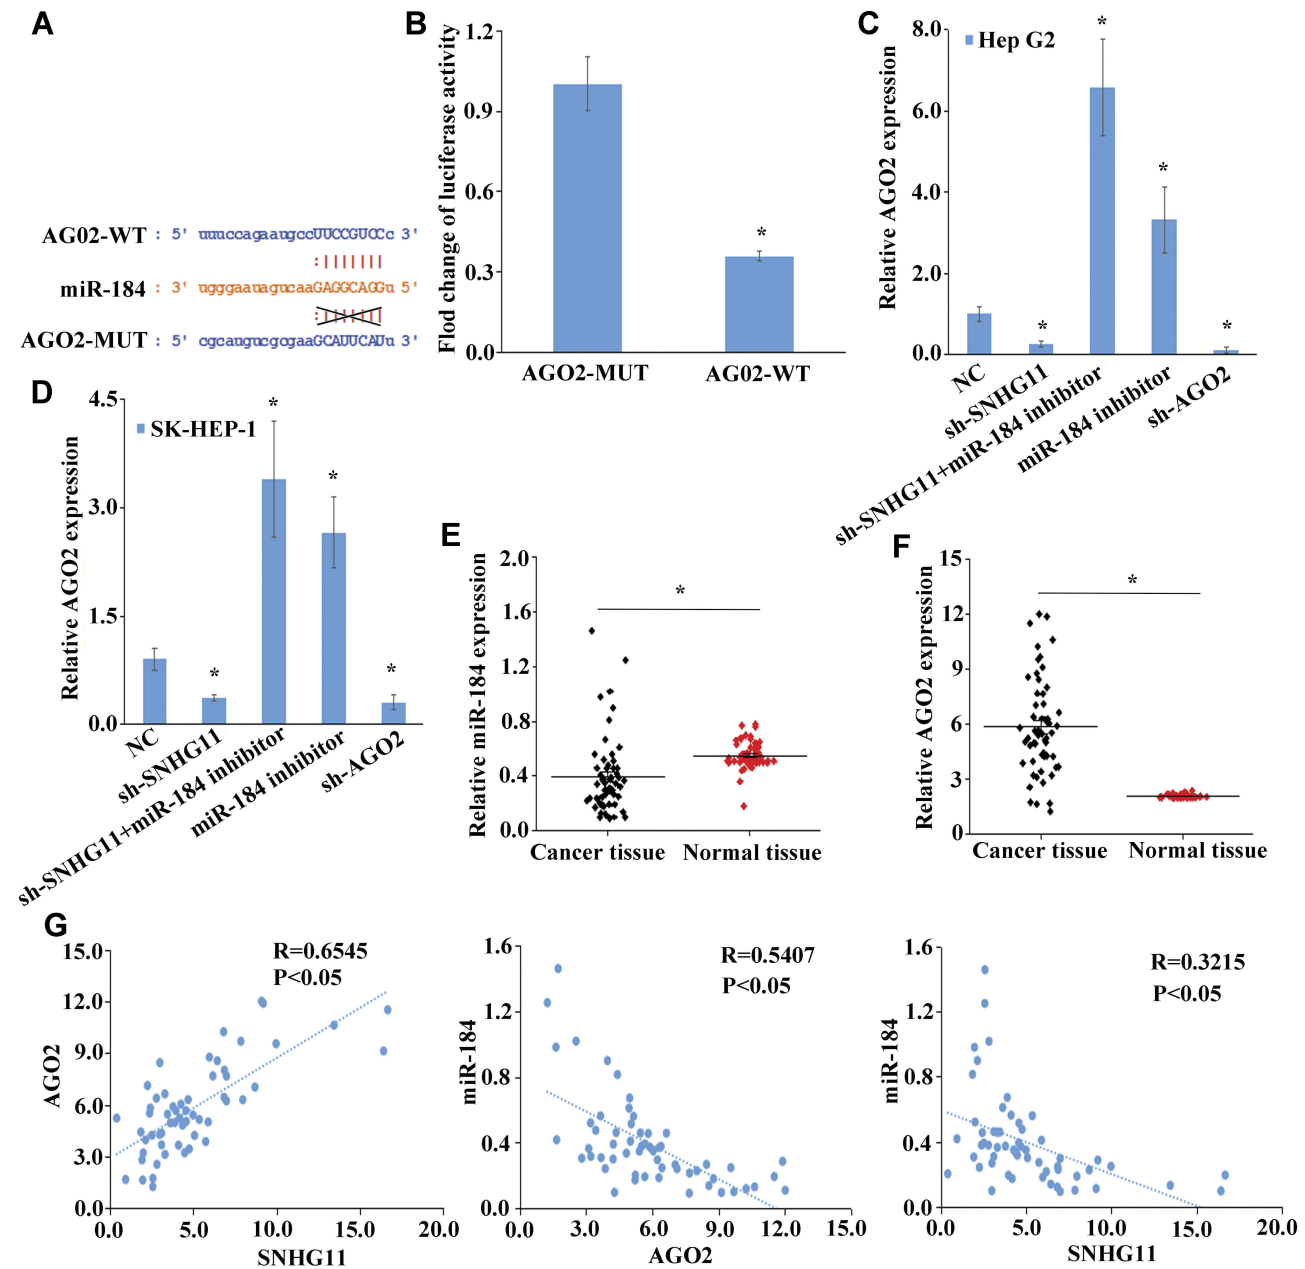 A
AG02-WT : 5' uuuccagaaugccUUCCGUCCc 3'
:|||||||
miR-184 : 3' ugggaauagucaaGAGGCAGGu 5'
:|||||||
AGO2-MUT : 5' cgcaugucgcgaaGCAUUCAUu 3'
B
Flod change of luciferase activity
1.2
0.9
0.6
0.3
0.0
*
AGO2-MUT
AG02-WT
C
Relative AGO2 expression
8.0
6.0
4.0
2.0
0.0
Hep G2
*
*
*
*
NC
sh-SNHG11
sh-SNHG11+miR-184 inhibitor
miR-184 inhibitor
sh-AGO2
D
Relative AGO2 expression
4.5
3.0
1.5
0.0
SK-HEP-1
*
*
*
*
NC
sh-SNHG11
sh-SNHG11+miR-184 inhibitor
miR-184 inhibitor
sh-AGO2
E
Relative miR-184 expression
2.0
1.6
1.2
0.8
0.4
0.0
*
Cancer tissue
Normal tissue
F
Relative AGO2 expression
15
12
9
6
3
0
*
Cancer tissue
Normal tissue
G
AGO2
15.0
12.0
9.0
6.0
3.0
0.0
R=0.6545
P<0.05
0.0 5.0 10.0 15.0 20.0
SNHG11
miR-184
1.6
1.2
0.8
0.4
0.0
R=0.5407
P<0.05
0.0 3.0 6.0 9.0 12.0 15.0
AGO2
miR-184
1.6
1.2
0.8
0.4
0.0
R=0.3215
P<0.05
0.0 5.0 10.0 15.0 20.0
SNHG11